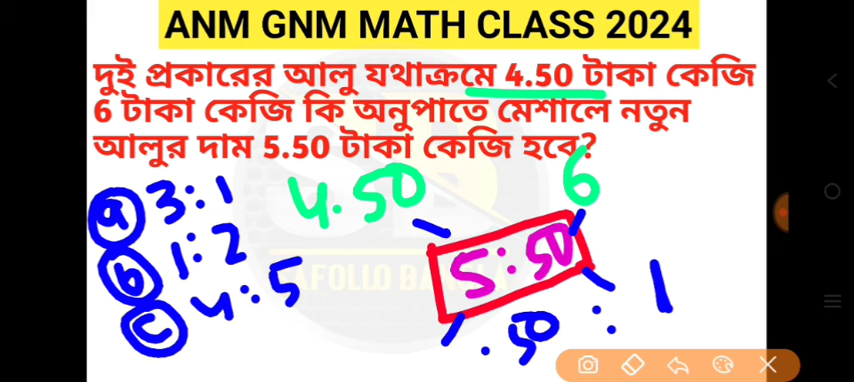 ANM GNM MATH CLASS 2024
দুই প্রকারের আলু যথাক্রমে 4.50 টাকা কেজি
6 টাকা কেজি কি অনুপাতে মেশালে নতুন
আলুর দাম 5.50 টাকা কেজি হবে?
a 3:1
4.50 6
b 1:2
5:50
c 4:5
.50 : 1